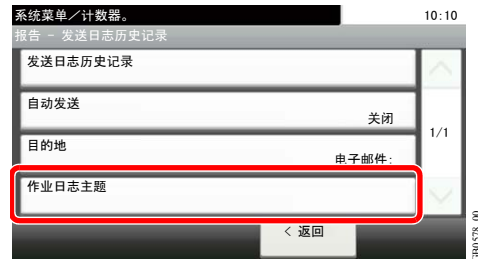 系统菜单／计数器。
10:10
报告 - 发送日志历史记录
发送日志历史记录
自动发送
关闭
目的地
电子邮件:
1/1
作业日志主题
< 返回